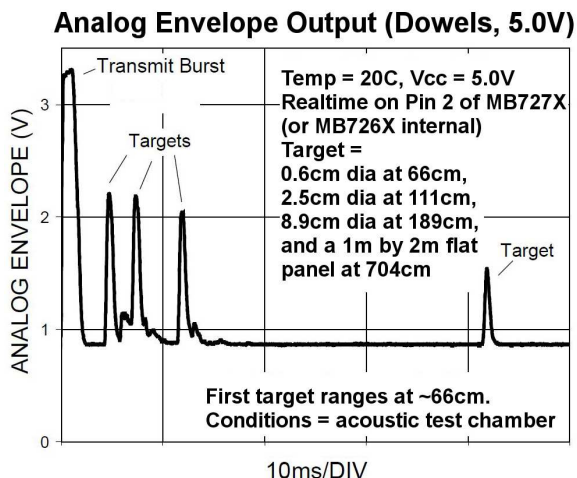 Analog Envelope Output (Dowels, 5.0V)
Transmit Burst
Temp = 20C, Vcc = 5.0V
Realtime on Pin 2 of MB727X
(or MB726X internal)
Target =
0.6cm dia at 66cm,
2.5cm dia at 111cm,
8.9cm dia at 189cm,
and a 1m by 2m flat
panel at 704cm
Targets
Target
ANALOG ENVELOPE (V)
3
2
1
0
First target ranges at ~66cm.
Conditions = acoustic test chamber
10ms/DIV